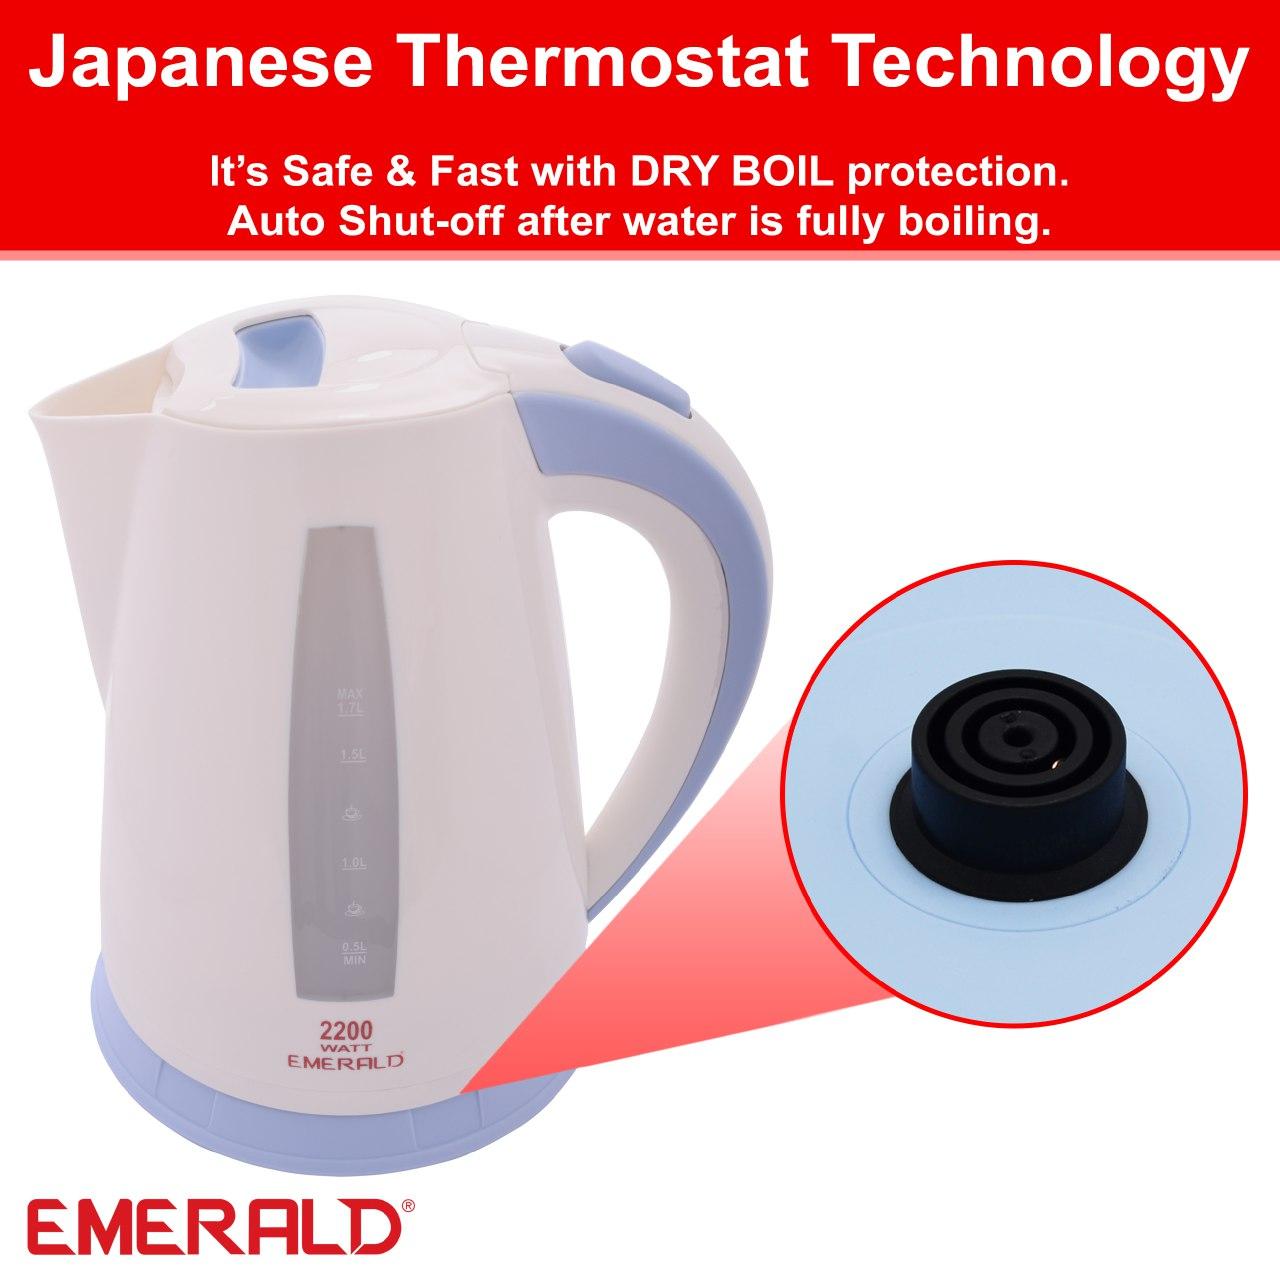 Japanese Thermostat Technology
It’s Safe & Fast with DRY BOIL protection.
Auto Shut-off after water is fully boiling.
MAX
1.7L
1.5L
1.0L
0.5L
MIN
2200
WATT
EMERALD
EMERALD®